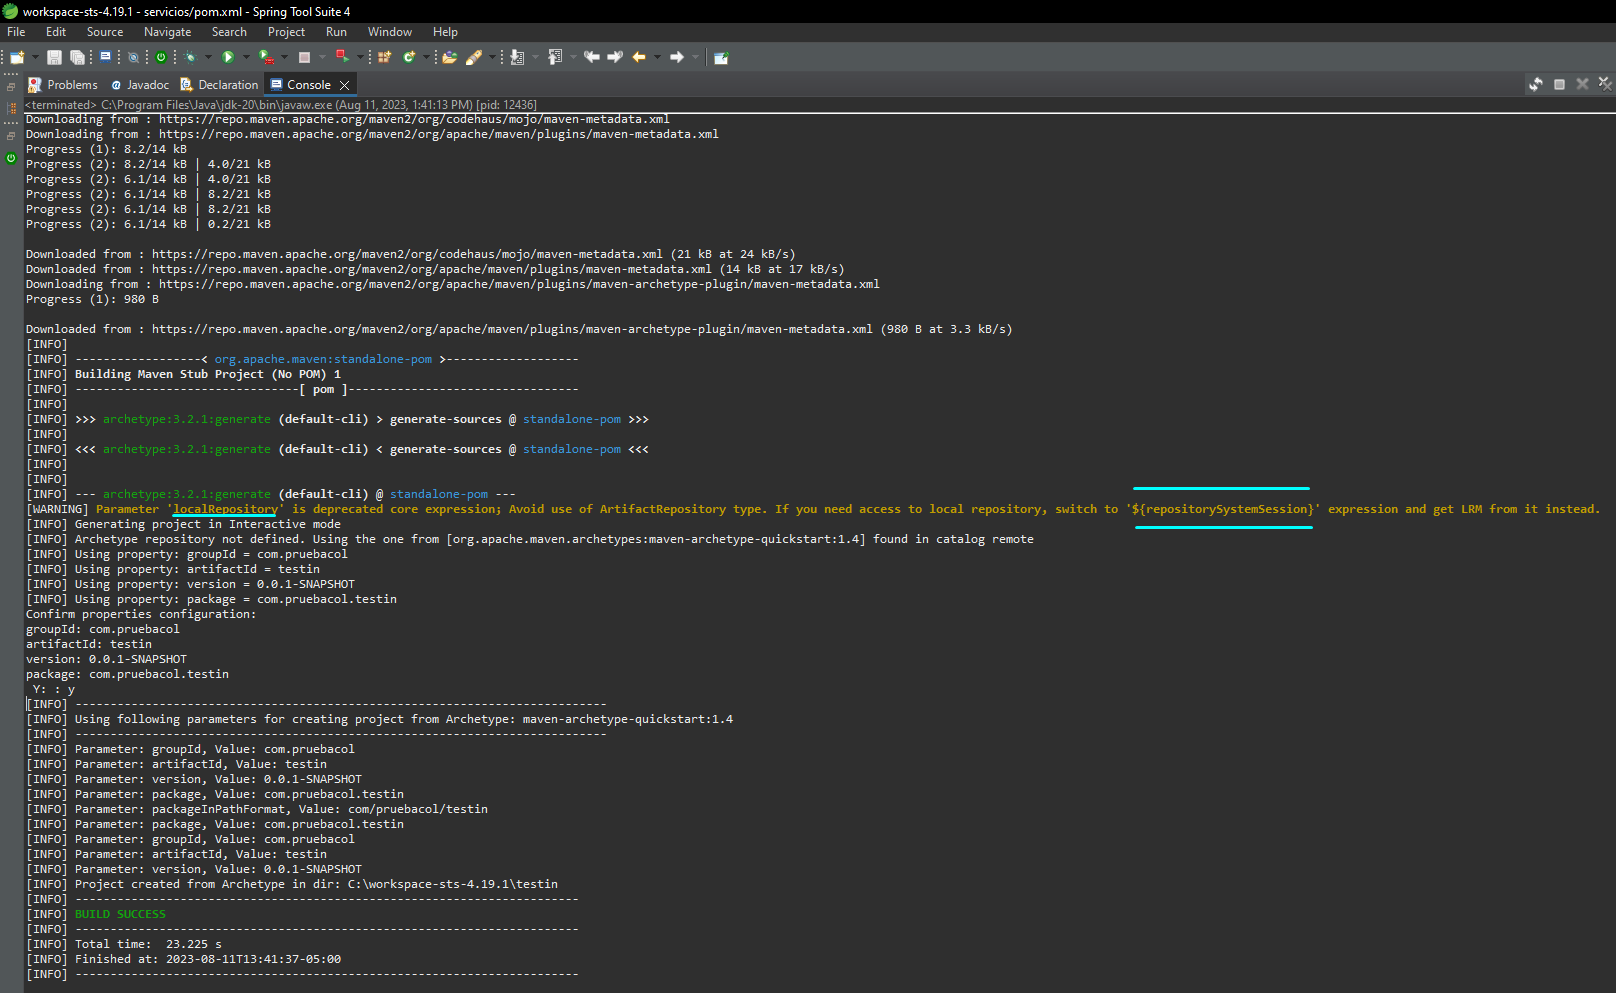 workspace-sts-4.19.1 - servicios/pom.xml - Spring Tool Suite 4
File Edit Source Navigate Search Project Run Window Help
Problems @ Javadoc Declaration Console
<terminated> C:\Program Files\Java\jdk-20\bin\javaw.exe (Aug 11, 2023, 1:41:13 PM) [pid: 12436]
Downloading from : https://repo.maven.apache.org/maven2/org/codehaus/mojo/maven-metadata.xml
Downloading from : https://repo.maven.apache.org/maven2/org/apache/maven/plugins/maven-metadata.xml
Progress (1): 8.2/14 kB
Progress (2): 8.2/14 kB | 4.0/21 kB
Progress (2): 6.1/14 kB | 4.0/21 kB
Progress (2): 6.1/14 kB | 8.2/21 kB
Progress (2): 6.1/14 kB | 8.2/21 kB
Progress (2): 6.1/14 kB | 0.2/21 kB
Downloaded from : https://repo.maven.apache.org/maven2/org/codehaus/mojo/maven-metadata.xml (21 kB at 24 kB/s)
Downloaded from : https://repo.maven.apache.org/maven2/org/apache/maven/plugins/maven-metadata.xml (14 kB at 17 kB/s)
Downloading from : https://repo.maven.apache.org/maven2/org/apache/maven/plugins/maven-archetype-plugin/maven-metadata.xml
Progress (1): 980 B
Downloaded from : https://repo.maven.apache.org/maven2/org/apache/maven/plugins/maven-archetype-plugin/maven-metadata.xml (980 B at 3.3 kB/s)
[INFO]
[INFO] ------------------< org.apache.maven:standalone-pom >-------------------
[INFO] Building Maven Stub Project (No POM) 1
[INFO] --------------------------------[ pom ]---------------------------------
[INFO]
[INFO] >>> archetype:3.2.1:generate (default-cli) > generate-sources @ standalone-pom >>>
[INFO]
[INFO] <<< archetype:3.2.1:generate (default-cli) < generate-sources @ standalone-pom <<<
[INFO]
[INFO]
[INFO] --- archetype:3.2.1:generate (default-cli) @ standalone-pom ---
[WARNING] Parameter 'localRepository' is deprecated core expression; Avoid use of ArtifactRepository type. If you need access to local repository, switch to '${repositorySystemSession}' expression and get LRM from it instead.
[INFO] Generating project in Interactive mode
[INFO] Archetype repository not defined. Using the one from [org.apache.maven.archetypes:maven-archetype-quickstart:1.4] found in catalog remote
[INFO] Using property: groupId = com.pruebacol
[INFO] Using property: artifactId = testin
[INFO] Using property: version = 0.0.1-SNAPSHOT
[INFO] Using property: package = com.pruebacol.testin
Confirm properties configuration:
groupId: com.pruebacol
artifactId: testin
version: 0.0.1-SNAPSHOT
package: com.pruebacol.testin
 Y: : y
[INFO] ----------------------------------------------------------------------------
[INFO] Using following parameters for creating project from Archetype: maven-archetype-quickstart:1.4
[INFO] ----------------------------------------------------------------------------
[INFO] Parameter: groupId, Value: com.pruebacol
[INFO] Parameter: artifactId, Value: testin
[INFO] Parameter: version, Value: 0.0.1-SNAPSHOT
[INFO] Parameter: package, Value: com.pruebacol.testin
[INFO] Parameter: packageInPathFormat, Value: com/pruebacol/testin
[INFO] Parameter: package, Value: com.pruebacol.testin
[INFO] Parameter: groupId, Value: com.pruebacol
[INFO] Parameter: artifactId, Value: testin
[INFO] Parameter: version, Value: 0.0.1-SNAPSHOT
[INFO] Project created from Archetype in dir: C:\workspace-sts-4.19.1\testin
[INFO] ------------------------------------------------------------------------
[INFO] BUILD SUCCESS
[INFO] ------------------------------------------------------------------------
[INFO] Total time:  23.225 s
[INFO] Finished at: 2023-08-11T13:41:37-05:00
[INFO] ------------------------------------------------------------------------